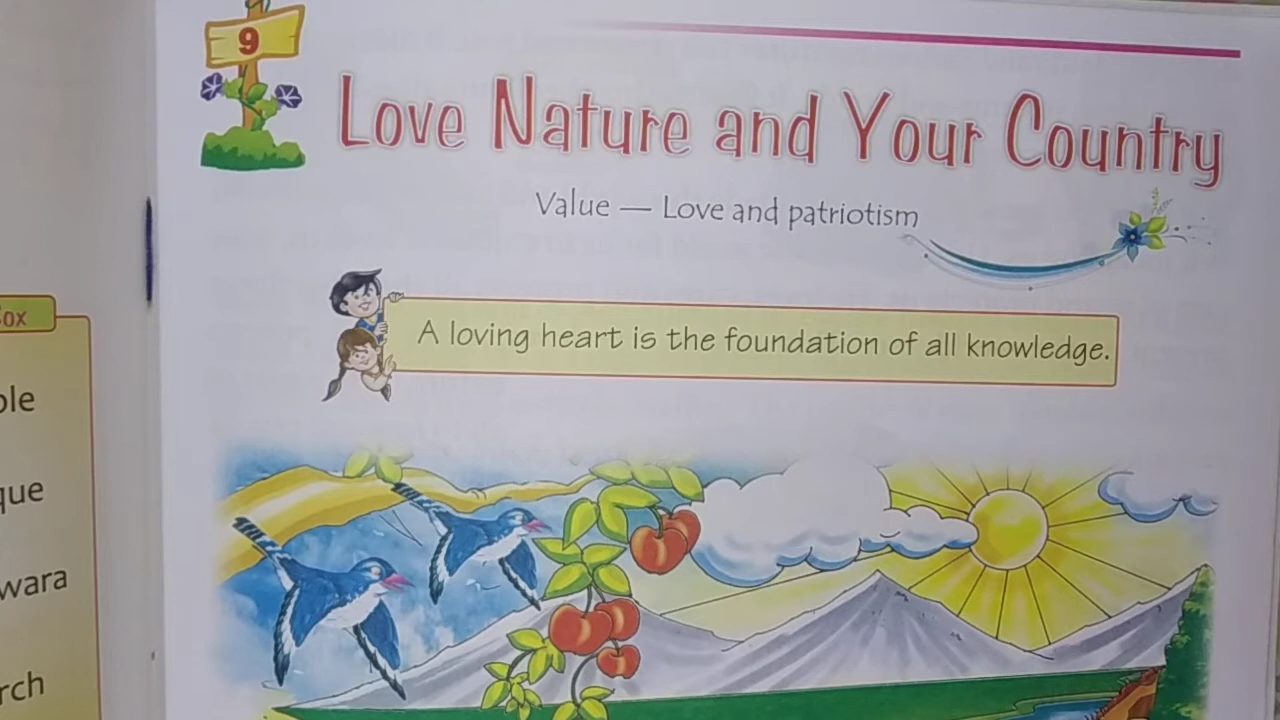 9
Love Nature and Your Country
Value — Love and patriotism
A loving heart is the foundation of all knowledge.